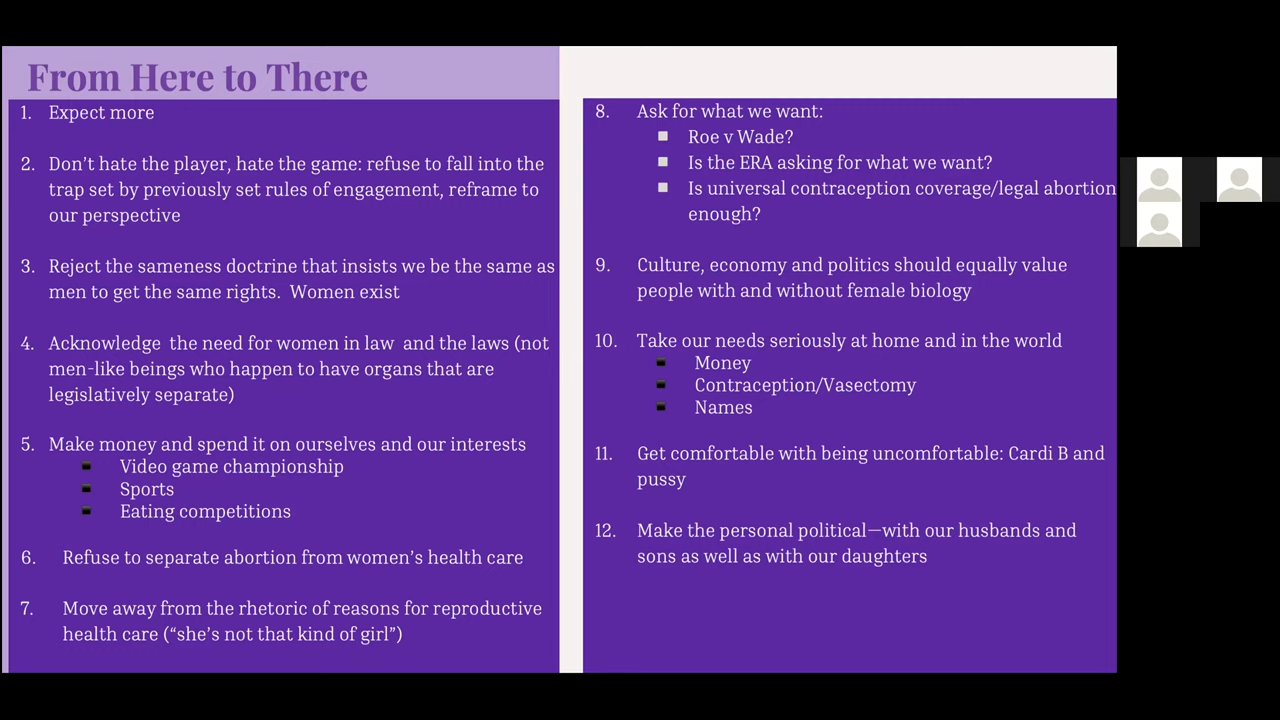 From Here to There
1. Expect more
2. Don’t hate the player, hate the game: refuse to fall into the
trap set by previously set rules of engagement, reframe to
our perspective
3. Reject the sameness doctrine that insists we be the same as
men to get the same rights.  Women exist
4. Acknowledge  the need for women in law  and the laws (not
men-like beings who happen to have organs that are
legislatively separate)
5. Make money and spend it on ourselves and our interests
Video game championship
Sports
Eating competitions
6. Refuse to separate abortion from women’s health care
7. Move away from the rhetoric of reasons for reproductive
health care (“she’s not that kind of girl”)
8. Ask for what we want:
Roe v Wade?
Is the ERA asking for what we want?
Is universal contraception coverage/legal abortion
enough?
9. Culture, economy and politics should equally value
people with and without female biology
10. Take our needs seriously at home and in the world
Money
Contraception/Vasectomy
Names
11. Get comfortable with being uncomfortable: Cardi B and
pussy
12. Make the personal political—with our husbands and
sons as well as with our daughters